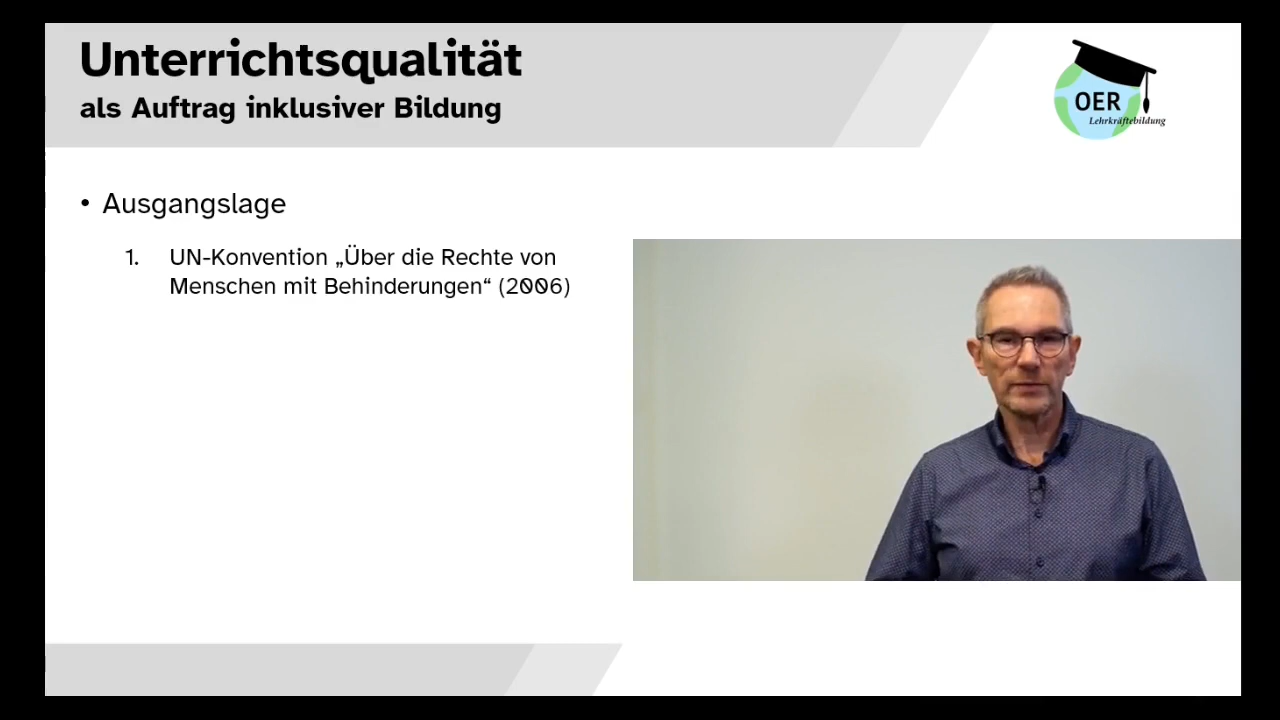 Unterrichtsqualität
als Auftrag inklusiver Bildung
OER
Lehrkräftebildung
• Ausgangslage
1. UN-Konvention „Über die Rechte von
Menschen mit Behinderungen“ (2006)